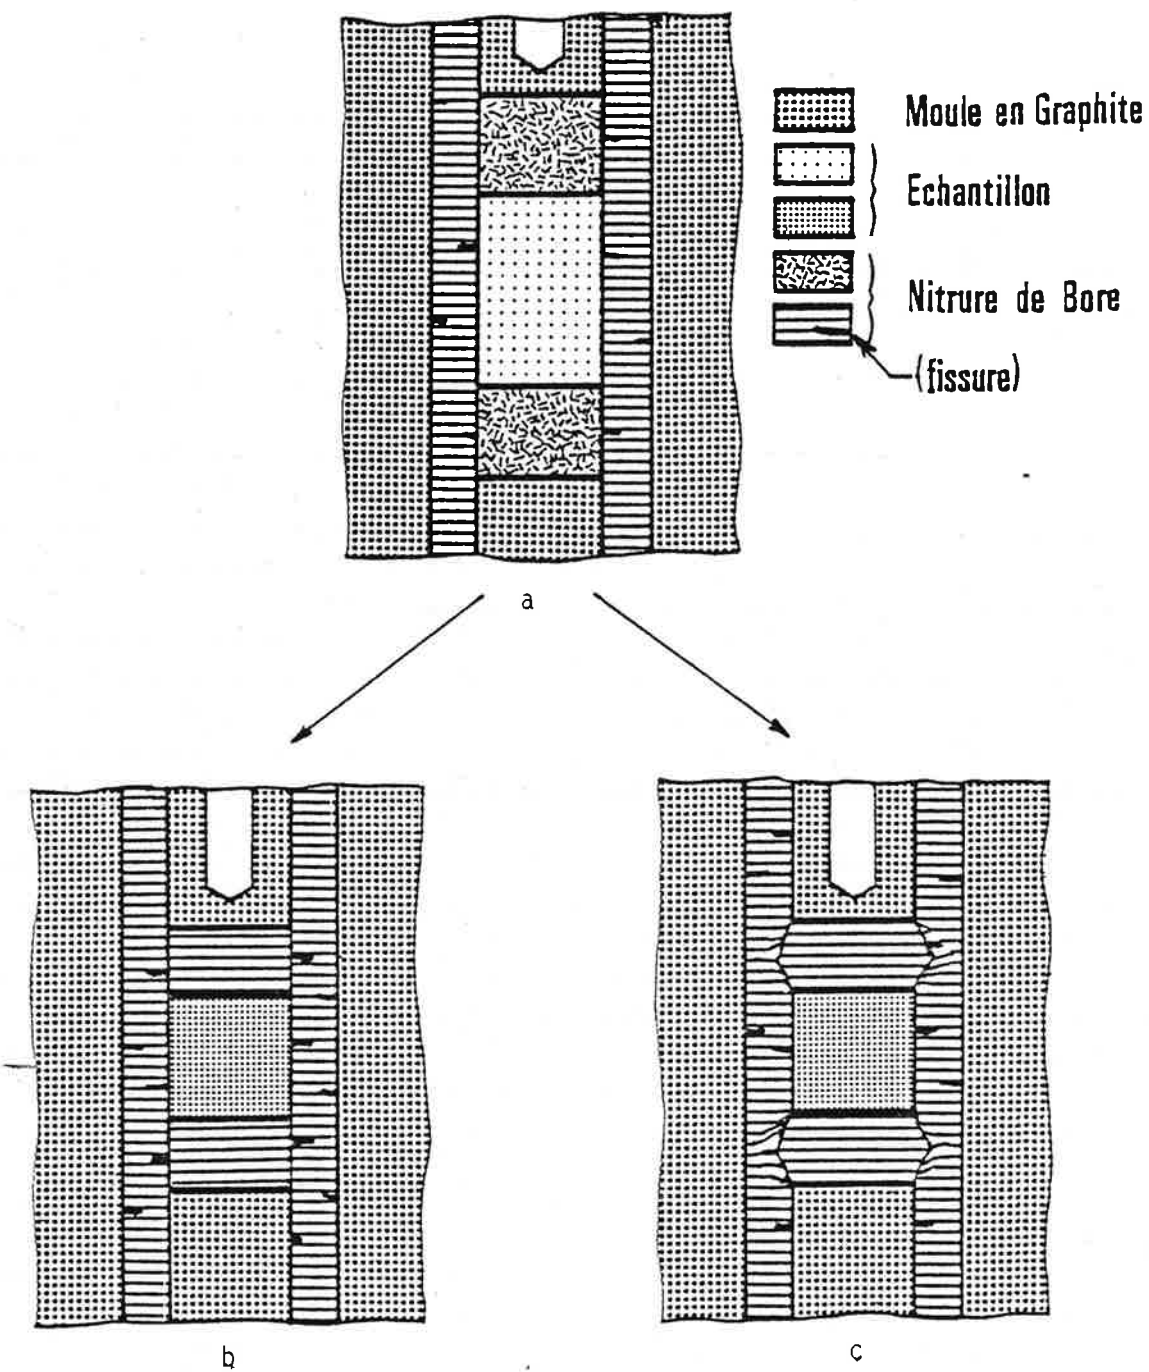 Moule en Graphite
Echantillon
Nitrure de Bore
(fissure)
a
b
c